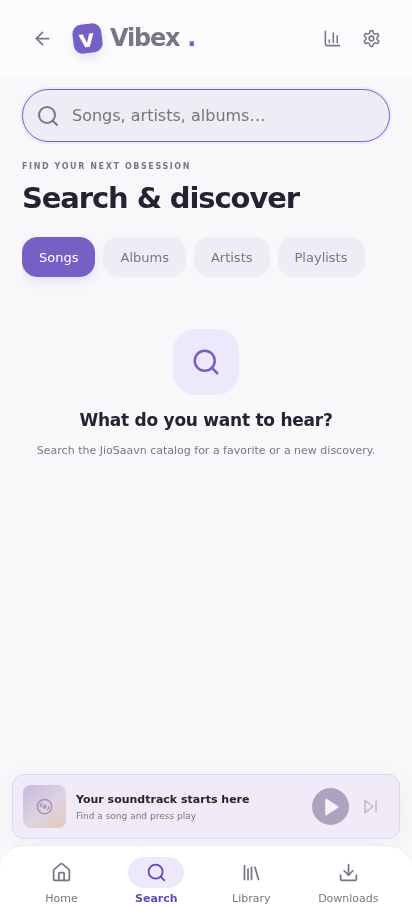 v Vibex .
Songs, artists, albums...
FIND YOUR NEXT OBSESSION
Search & discover
Songs Albums Artists Playlists
What do you want to hear?
Search the JioSaavn catalog for a favorite or a new discovery.
Your soundtrack starts here
Find a song and press play
Home Search Library Downloads